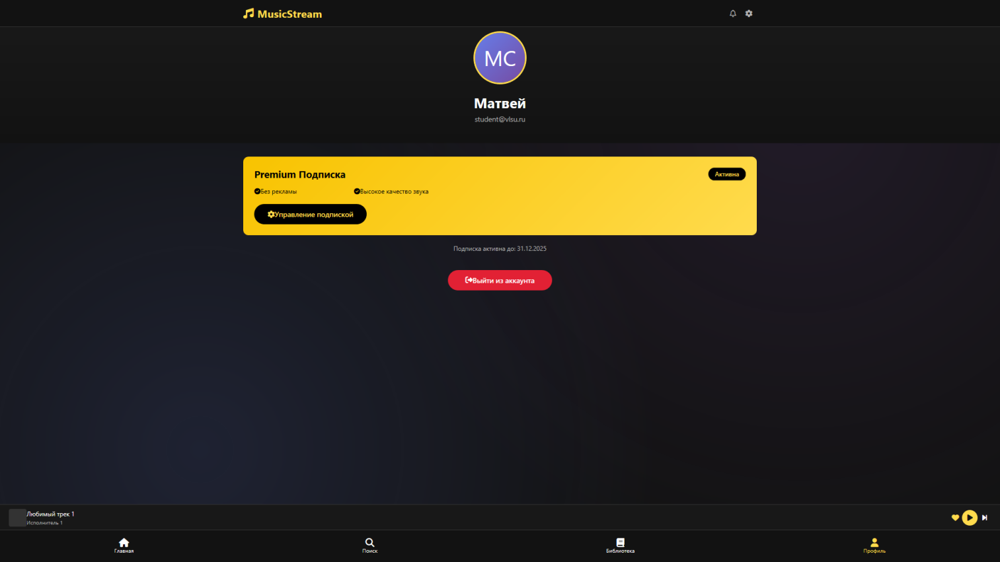 MusicStream
MC
Матвей
student@vlsu.ru
Premium Подписка
Активна
Без рекламы
Высокое качество звука
Управление подпиской
Подписка активна до: 31.12.2025
Выйти из аккаунта
Любимый трек 1
Исполнитель 1
Главная
Поиск
Библиотека
Профиль